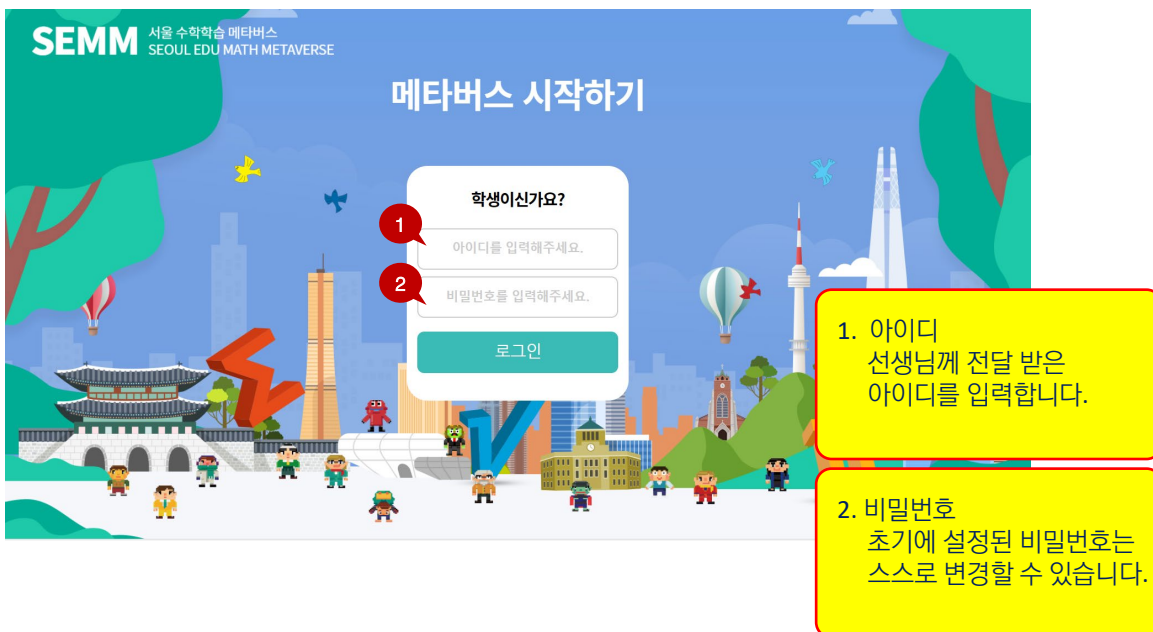 SEMM 서울 수학학습 메타버스
SEOUL EDU MATH METAVERSE
메타버스 시작하기
학생이신가요?
1
아이디를 입력해주세요.
2
비밀번호를 입력해주세요.
로그인
1. 아이디
선생님께 전달 받은
아이디를 입력합니다.
2. 비밀번호
초기에 설정된 비밀번호는
스스로 변경할 수 있습니다.